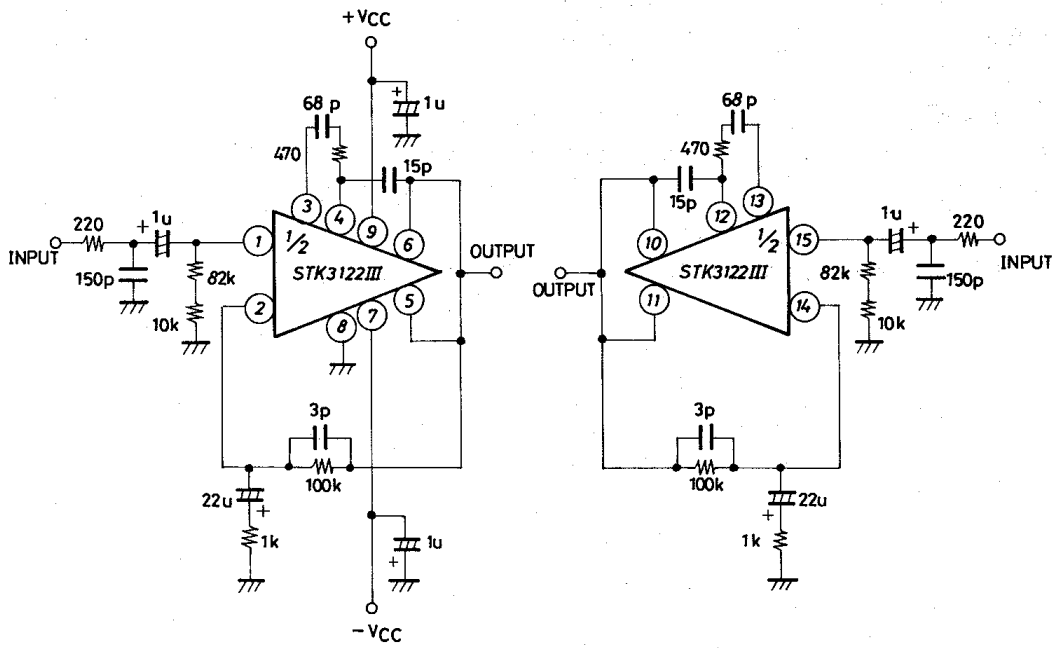 +VCC
68 p
1u
470
15p
3
4
9
6
220
1u
+
INPUT
150p
1
1/2
STK3122III
OUTPUT
82k
10k
2
8
7
5
3p
100k
22u
+
1k
+
1u
+
-VCC
68 p
470
15p
13
12
10
1/2
15
1u
+
220
INPUT
STK3122III
OUTPUT
82k
150p
11
14
10k
3p
100k
22u
+
1k